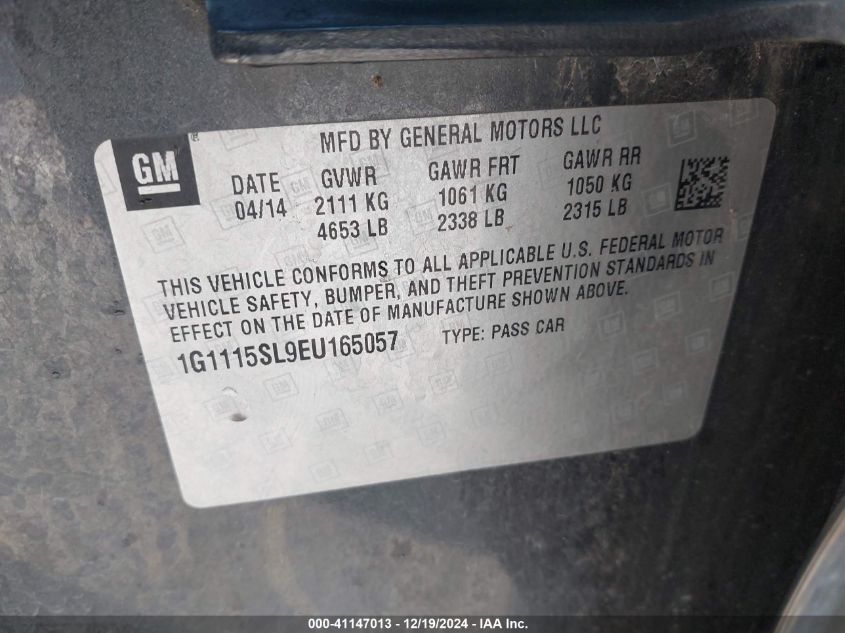 GM
MFD BY GENERAL MOTORS LLC
DATE GVWR GAWR FRT GAWR RR
04/14 2111 KG 1061 KG 1050 KG
4653 LB 2338 LB 2315 LB
THIS VEHICLE CONFORMS TO ALL APPLICABLE U.S. FEDERAL MOTOR
VEHICLE SAFETY, BUMPER, AND THEFT PREVENTION STANDARDS IN
EFFECT ON THE DATE OF MANUFACTURE SHOWN ABOVE.
1G1115SL9EU165057 TYPE: PASS CAR
000-41147013 - 12/19/2024 - IAA Inc.